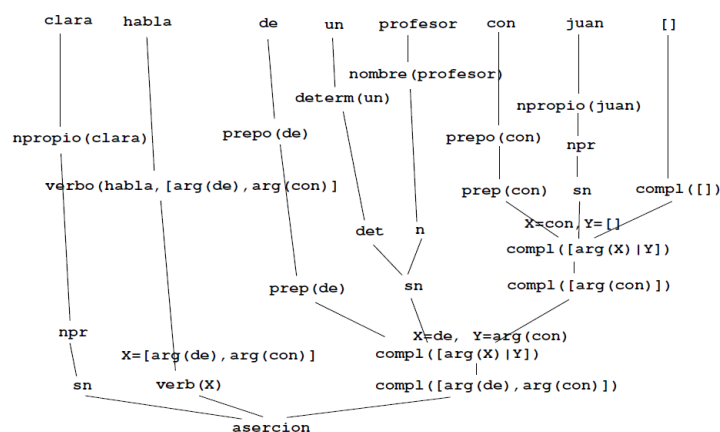 clara habla de un profesor con juan []
nombre(profesor)
determ(un)
npropio(juan)
npropio(clara) prepo(de) prepo(con) npr
verbo(habla,[arg(de),arg(con)] prep(con) sn compl([])
X=con,Y=[]
det n compl([arg(X)|Y])
prep(de) sn compl([arg(con)])
npr X=de, Y=arg(con)
X=[arg(de),arg(con)] compl([arg(X)|Y])
sn verb(X) compl([arg(de),arg(con)])
asercion